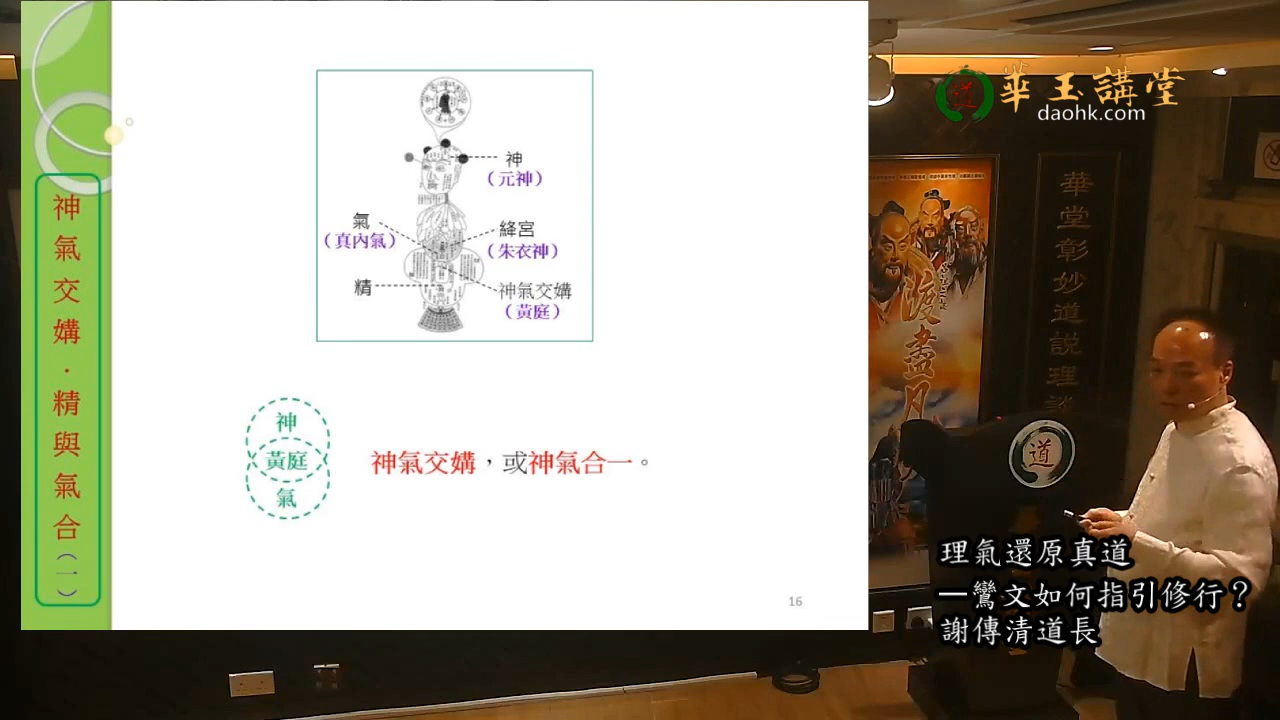 神氣交媾．精與氣合（一）
神
（元神）
氣
（真內氣）
絳宮
（朱衣神）
精
神氣交媾
（黃庭）
神
黃庭
氣
神氣交媾，或神氣合一。
16
華玉講堂
daohk.com
華堂彰妙道說理
渡盡
道
理氣還原真道
—鸞文如何指引修行？
謝傳清道長